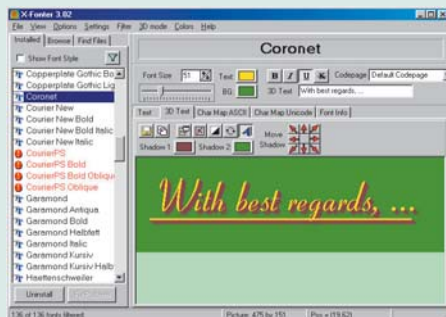 X-Fonter 3.82
File View Options Settings Filter 3D mode Colors Help
Installed Browse Find Files
Show Font Style
Copperplate Gothic Bo
Copperplate Gothic Lig
Coronet
Courier New
Courier New Bold
Courier New Bold Italic
Courier New Italic
CourierPS
CourierPS Bold
CourierPS Bold Oblique
CourierPS Oblique
Garamond
Garamond Antiqua
Garamond Bold
Garamond Halbfett
Garamond Italic
Garamond Kursiv
Garamond Kursiv Halb
Haettenschweiler
Uninstall
Coronet
Font Size 51 Text: B I U Codepage Default Codepage
BG: 3D Text With best regards, ...
Text 3D Text Char Map ASCII Char Map Unicode Font Info
Move Shadow
Shadow 1 Shadow 2
With best regards, ...
136 of 136 fonts filtered Picture: 475 by 151 Pos = (19,62)